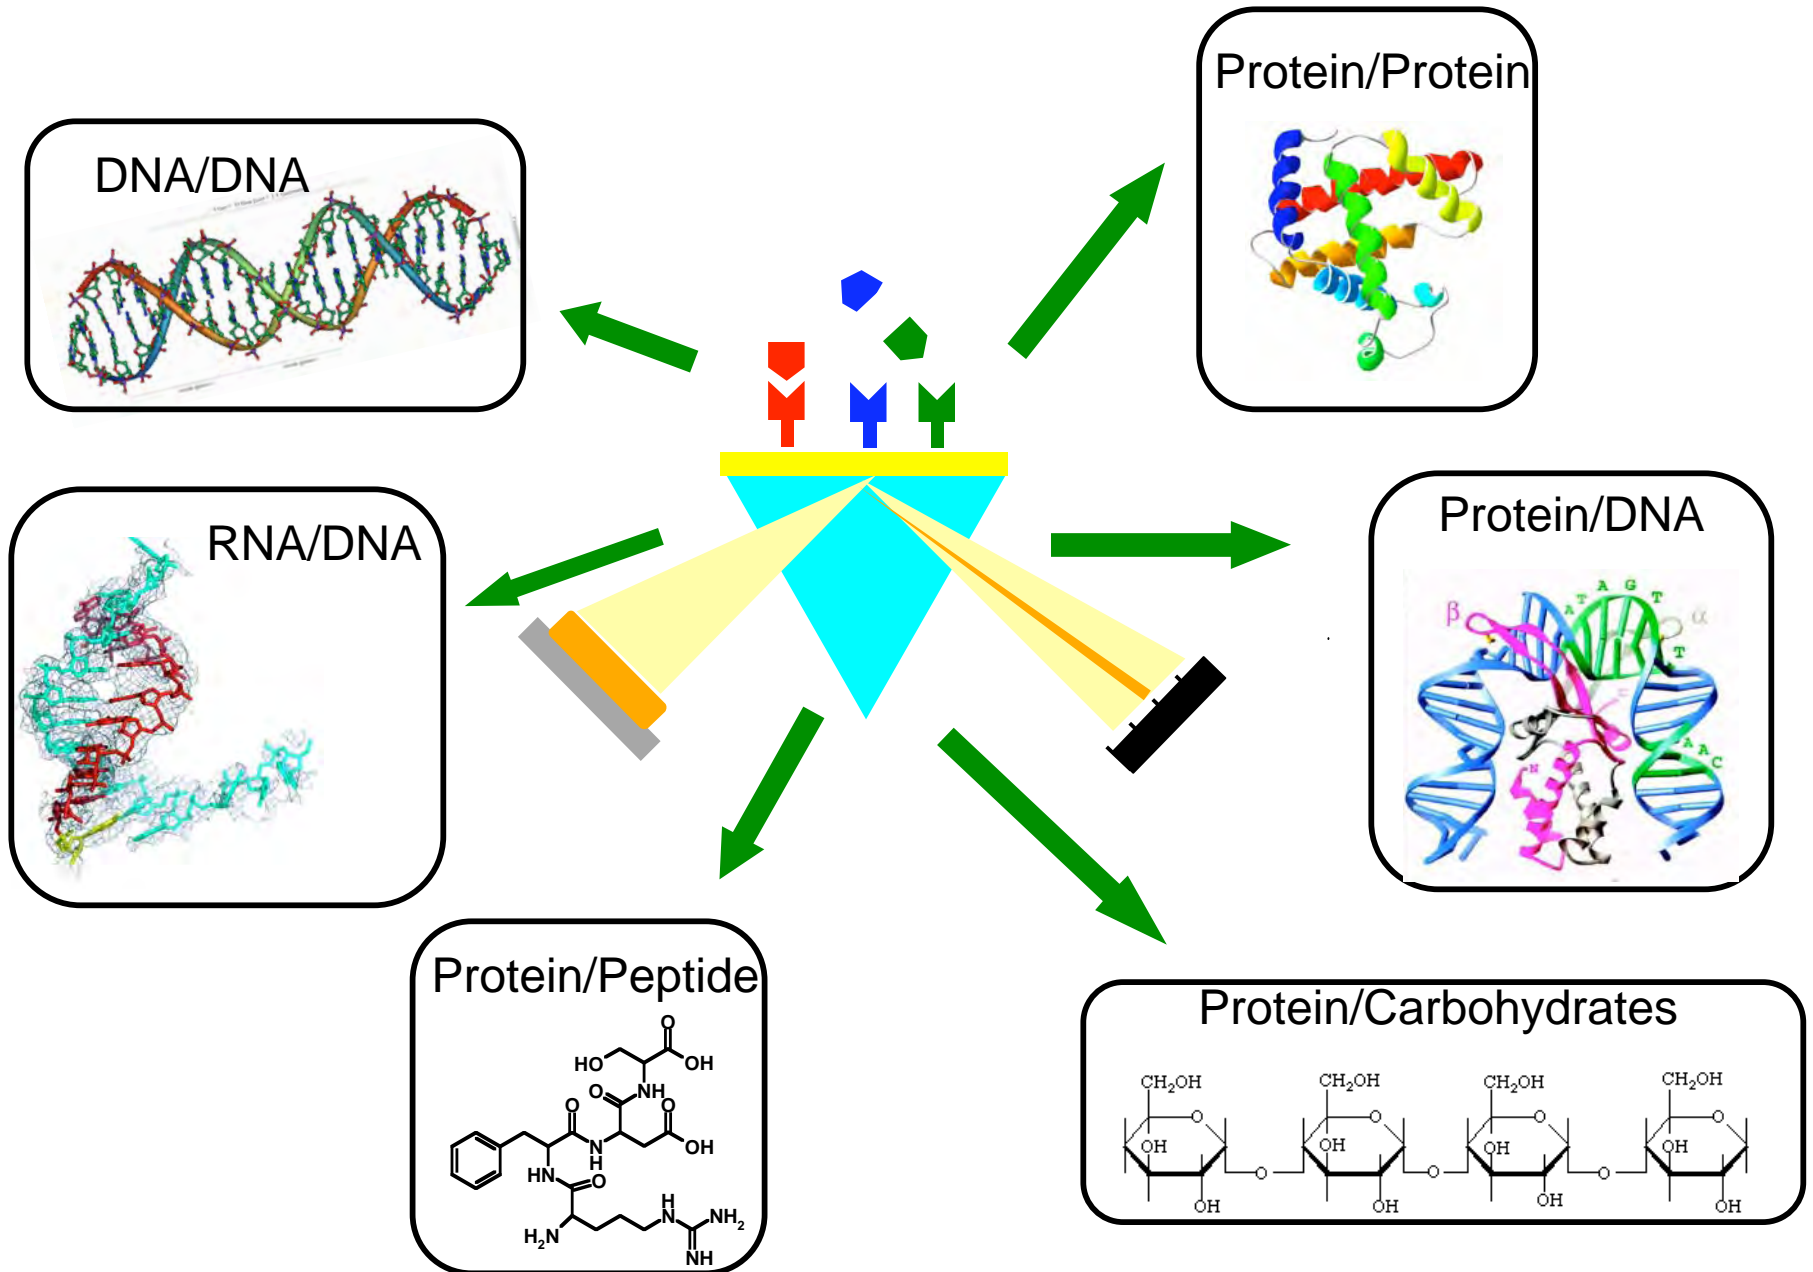 Protein/Protein
DNA/DNA
RNA/DNA
Protein/DNA
β
A T A G T T
α
A A C
N
Protein/Peptide
O
HO
OH
NH
O
O
O
N
H
OH
HN
O
H
N
NH2
H2N
NH
Protein/Carbohydrates
CH2OH
CH2OH
CH2OH
CH2OH
O
O
O
O
OH
OH
OH
OH
O
O
O
OH
OH
OH
OH